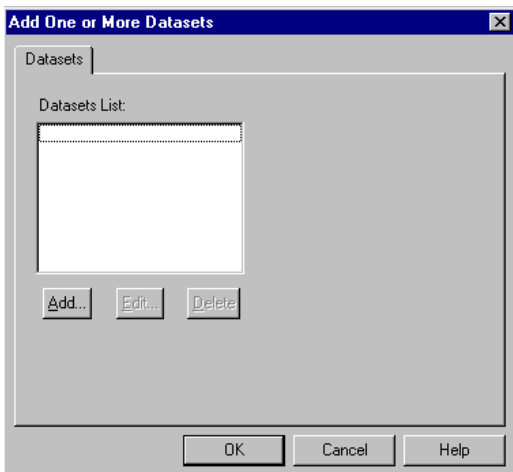 Add One or More Datasets
Datasets
Datasets List:
Add... Edit... Delete
OK Cancel Help